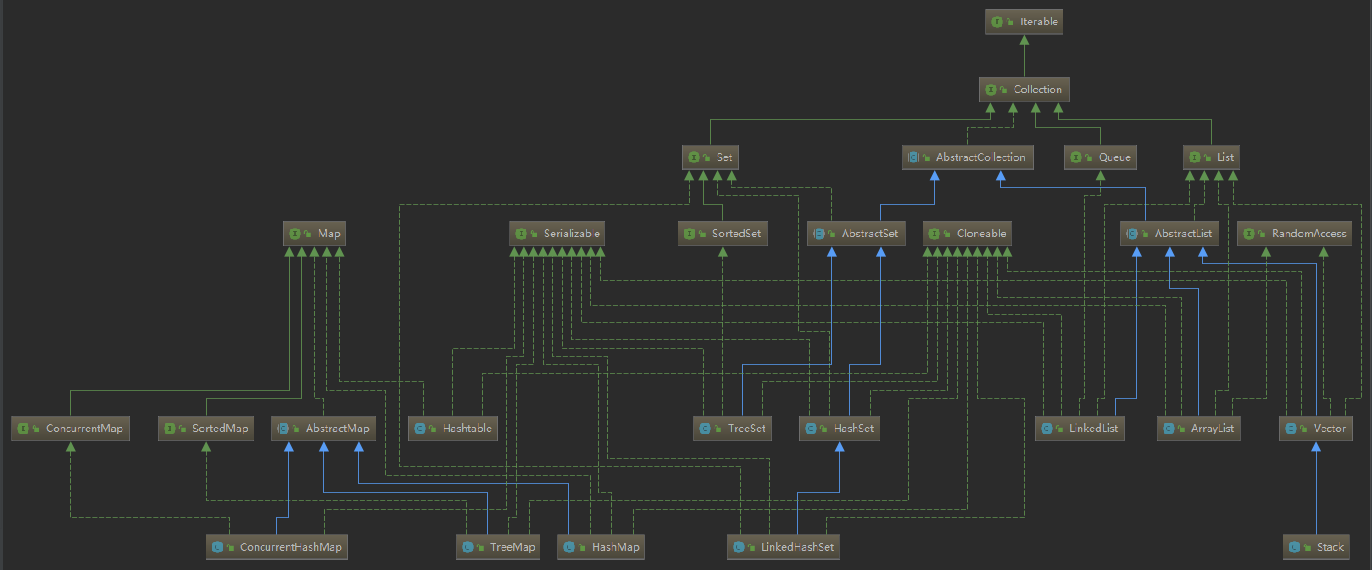 Iterable
Collection
Set
AbstractCollection
Queue
List
Map
Serializable
SortedSet
AbstractSet
Cloneable
AbstractList
RandomAccess
ConcurrentMap
SortedMap
AbstractMap
Hashtable
TreeSet
HashSet
LinkedList
ArrayList
Vector
ConcurrentHashMap
TreeMap
HashMap
LinkedHashSet
Stack